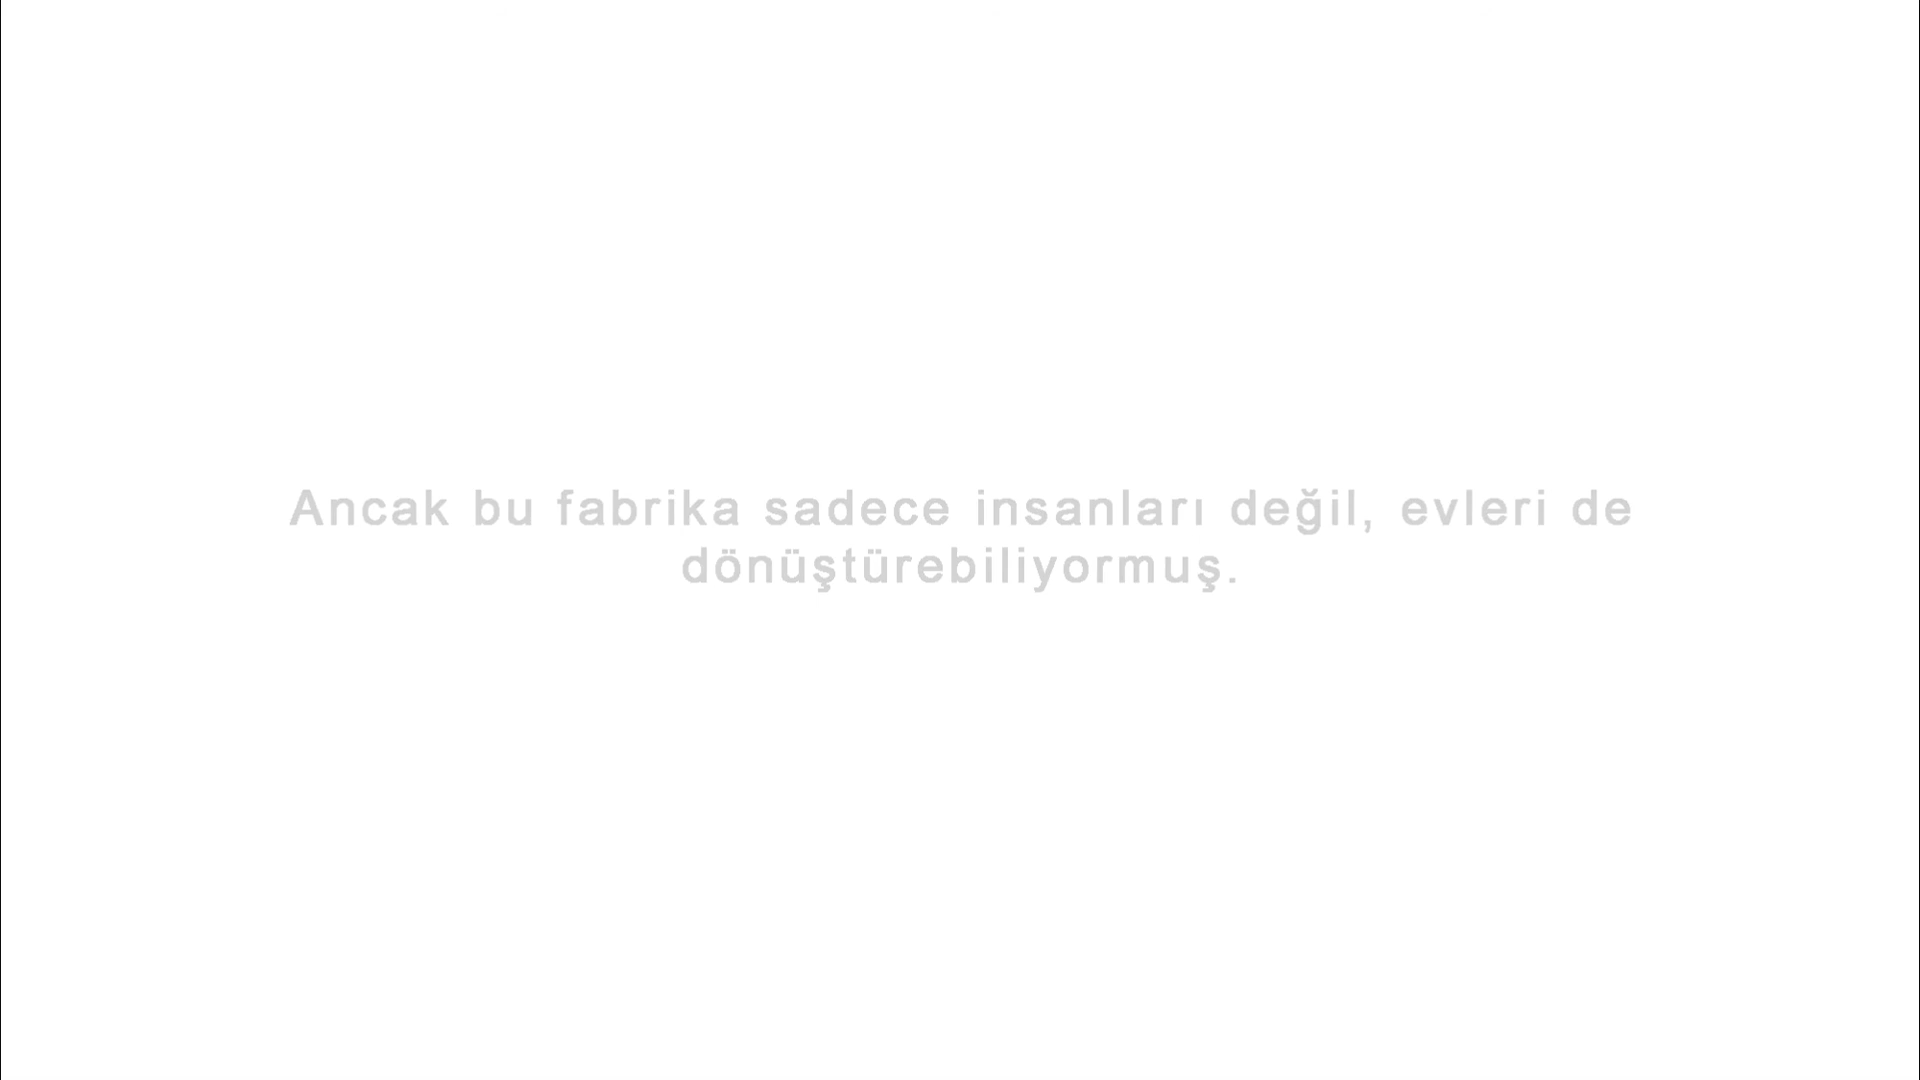 Ancak bu fabrika sadece insanları değil, evleri de
dönüştürebiliyormuş.